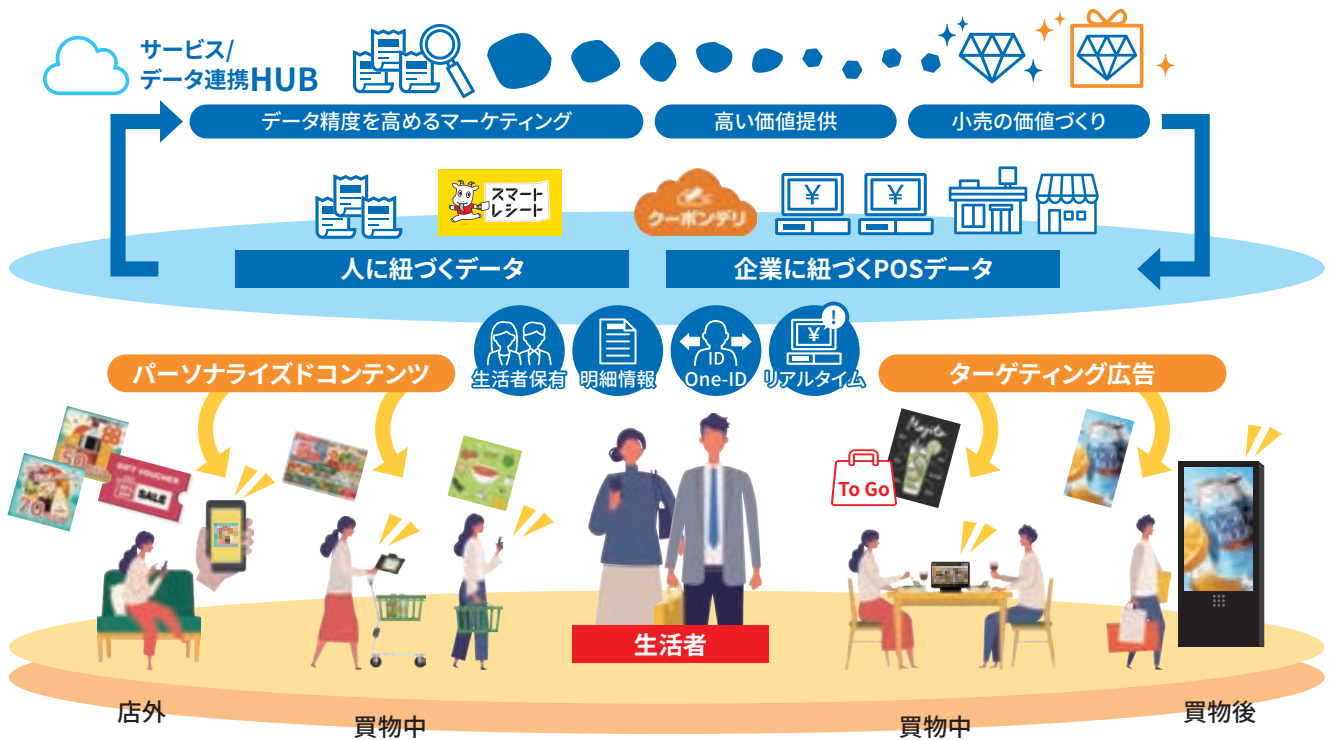 サービス/
データ連携HUB
データ精度を高めるマーケティング
高い価値提供
小売の価値づくり
スマート
レシート
クーポンデリ
¥
¥
人に紐づくデータ
企業に紐づくPOSデータ
¥
!
ID
生活者保有
明細情報
One-ID
リアルタイム
パーソナライズドコンテンツ
ターゲティング広告
50
70
GIFT VOUCHER
SALE
Mojito
To Go
生活者
店外
買物中
買物中
買物後